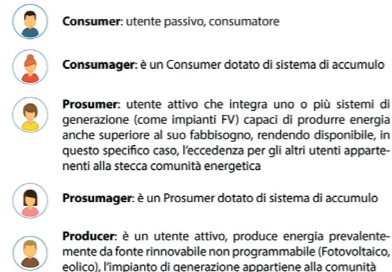 Consumer: utente passivo, consumatore
Consumager: è un Consumer dotato di sistema di accumulo
Prosumer: utente attivo che integra uno o più sistemi di
generazione (come impianti FV) capaci di produrre energia
anche superiore al suo fabbisogno, rendendo disponibile, in
questo specifico caso, l'eccedenza per gli altri utenti apparte-
nenti alla stecca comunità energetica
Prosumager: è un Prosumer dotato di sistema di accumulo
Producer: è un utente attivo, produce energia prevalente-
mente da fonte rinnovabile non programmabile (Fotovoltaico,
eolico), l'impianto di generazione appartiene alla comunità